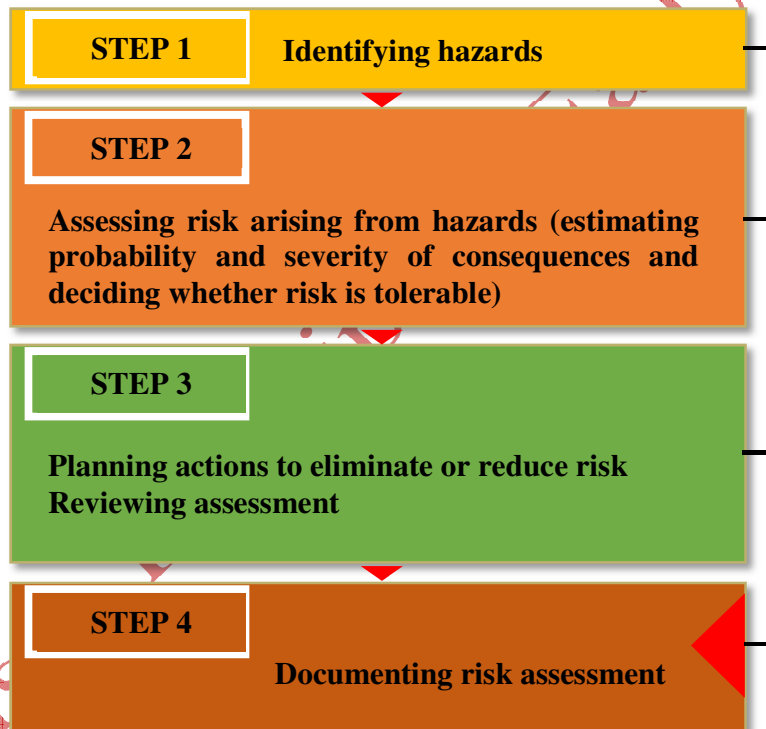 STEP 1
Identifying hazards
STEP 2
Assessing risk arising from hazards (estimating
probability and severity of consequences and
deciding whether risk is tolerable)
STEP 3
Planning actions to eliminate or reduce risk
Reviewing assessment
STEP 4
Documenting risk assessment